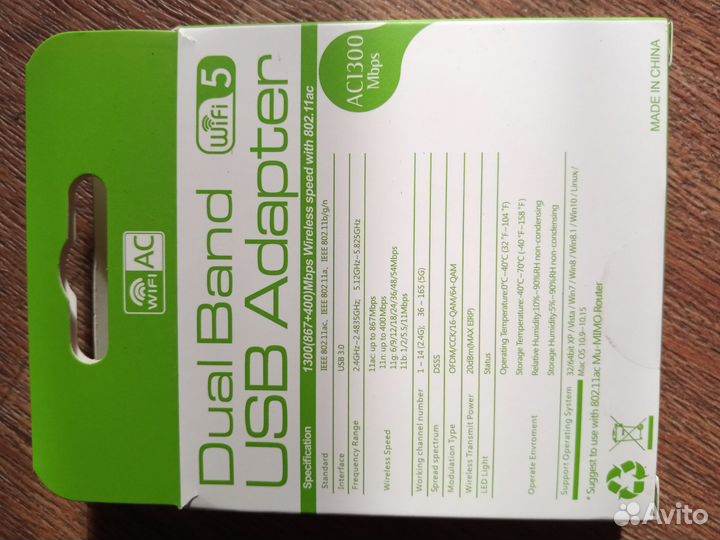 WiFi AC
Dual Band WiFi 5
USB Adapter
AC1300
Mbps
1300(867+400)Mbps Wireless speed with 802.11ac
Specification
Standard IEEE 802.11ac, IEEE 802.11a, IEEE 802.11b/g/n
Interface USB 3.0
Frequency Range 2.4GHz~2.4835GHz; 5.12GHz~5.825GHz
Wireless Speed
11ac: up to 867Mbps
11n: up to 400Mbps
11g: 6/9/12/18/24/36/48/54Mbps
11b: 1/2/5.5/11Mbps
Working channel number 1 ~ 14 (2.4G); 36 ~ 165 (5G)
Spread spectrum DSSS
Modulation Type OFDM/CCK/16-QAM/64-QAM
Wireless Transmit Power 20dBm(MAX EIRP)
LED Light Status
Operate Enviroment
Operating Temperature:0℃~40℃ (32 °F~104 °F)
Storage Temperature:-40℃~70℃ (-40 °F~158 °F)
Relative Humidity:10%~90%RH non-condensing
Storage Humidity:5%~90%RH non-condensing
Support Operating System 32/64bit XP / Vista / Win7 / Win8 / Win8.1 / Win10 / Linux/
Mac OS 10.9~10.15
* Suggest to use with 802.11ac Mu-MIMO Router
MADE IN CHINA
Avito